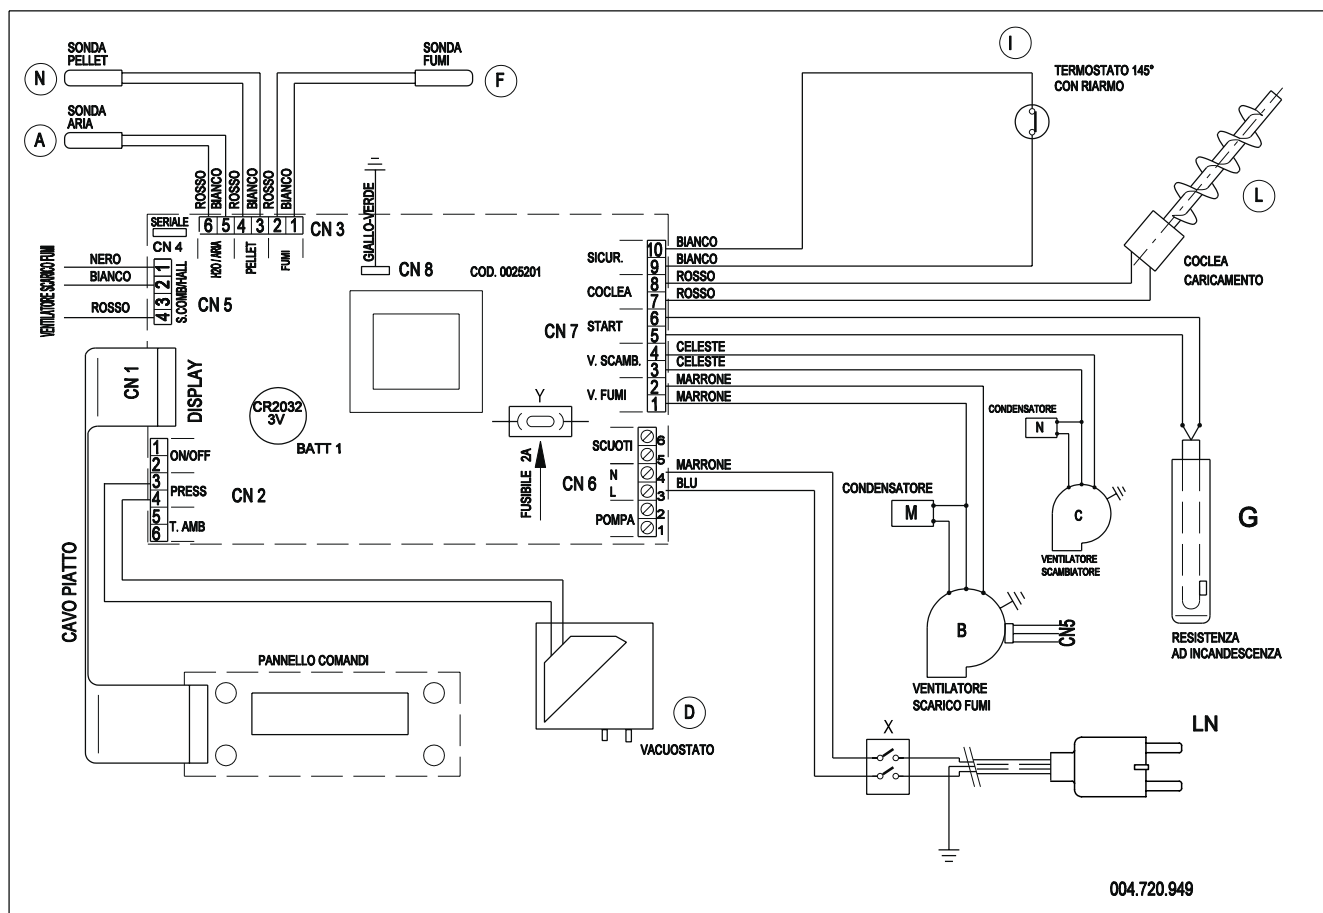 SONDA
PELLET
N
SONDA
ARIA
A
SONDA
FUMI
F
I
TERMOSTATO 145°
CON RIARMO
L
COCLEA
CARICAMENTO
ROSSO
BIANCO
ROSSO
BIANCO
ROSSO
BIANCO
GIALLO-VERDE
SERIALE
CN 4
6 5 4 3 2 1
CN 3
H20 / ARIA
PELLET
FUMI
CN 8
COD. 0025201
VENTILATORE SCARICO FUMI
NERO
BIANCO
ROSSO
1
2
3
4
S.COMB/HALL
CN 5
CN 1
DISPLAY
CR2032
3V
BATT 1
Y
FUSIBILE 2A
CN 7
SICUR.
COCLEA
START
V. SCAMB.
V. FUMI
10 BIANCO
9 BIANCO
8 ROSSO
7 ROSSO
6
5
4 CELESTE
3 CELESTE
2 MARRONE
1 MARRONE
1
2
3
4
5
6
ON/OFF
PRESS
T. AMB
CN 2
CN 6
SCUOTI
N
L
POMPA
6
5
4
3
2
1
MARRONE
BLU
CONDENSATORE
M
CONDENSATORE
N
C
VENTILATORE
SCAMBIATORE
G
RESISTENZA
AD INCANDESCENZA
B
CN5
VENTILATORE
SCARICO FUMI
CAVO PIATTO
PANNELLO COMANDI
D
VACUOSTATO
X
LN
004.720.949